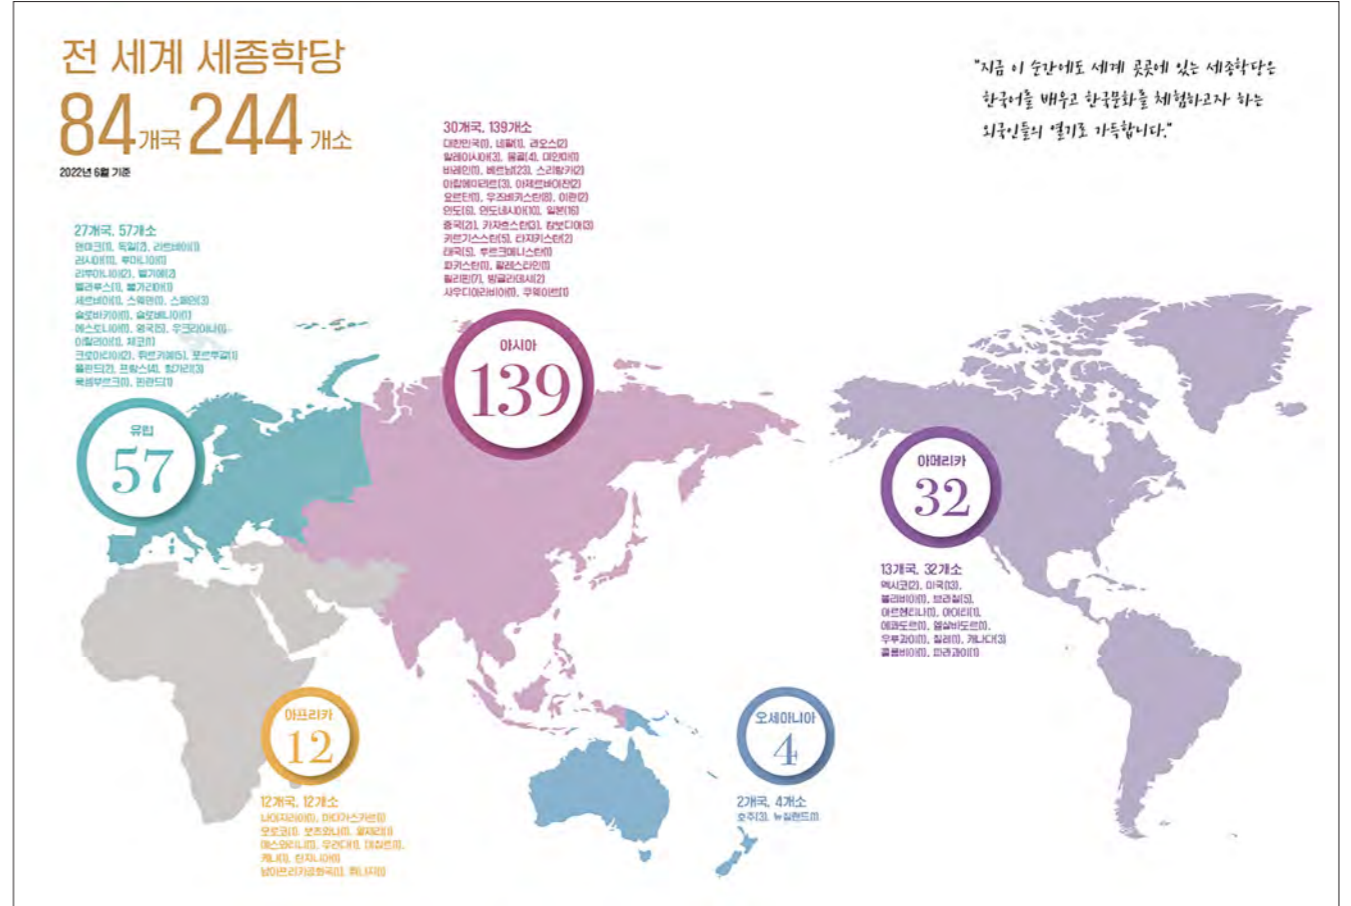 전 세계 세종학당
84개국 244개소
2022년 6월 기준
"지금 이 순간에도 세계 곳곳에 있는 세종학당은
한국어를 배우고 한국문화를 체험하고자 하는
외국인들의 열기로 가득합니다."
27개국, 57개소
덴마크(1), 독일(2), 라트비아(1)
러시아(11), 루마니아(1)
리투아니아(2), 벨기에(2)
벨라루스(1), 불가리아(1)
세르비아(1), 스웨덴(1), 스페인(3)
슬로바키아(1), 슬로베니아(1)
에스토니아(1), 영국(5), 우크라이나(1)
이탈리아(1), 체코(1)
크로아티아(2), 튀르키예(5), 포르투갈(1)
폴란드(2), 프랑스(4), 헝가리(3)
룩셈부르크(1), 핀란드(1)
유럽
57
30개국, 139개소
대한민국(1), 네팔(1), 라오스(2)
말레이시아(3), 몽골(4), 미얀마(1)
바레인(1), 베트남(23), 스리랑카(2)
아랍에미리트(3), 아제르바이잔(2)
요르단(1), 우즈베키스탄(8), 이란(2)
인도(6), 인도네시아(10), 일본(16)
중국(21), 카자흐스탄(3), 캄보디아(3)
키르기스스탄(5), 타지키스탄(2)
태국(5), 투르크메니스탄(1)
파키스탄(1), 팔레스타인(1)
필리핀(7), 방글라데시(2)
사우디아라비아(1), 쿠웨이트(1)
아시아
139
아메리카
32
13개국, 32개소
멕시코(2), 미국(13),
볼리비아(1), 브라질(5),
아르헨티나(1), 아이티(1),
에콰도르(1), 엘살바도르(1),
우루과이(1), 칠레(1), 캐나다(3)
콜롬비아(1), 파라과이(1)
아프리카
12
12개국, 12개소
나이지리아(1), 마다가스카르(1)
모로코(1), 보츠와나(1), 알제리(1)
에스와티니(1), 우간다(1), 이집트(1),
케냐(1), 탄자니아(1)
남아프리카공화국(1), 튀니지(1)
오세아니아
4
2개국, 4개소
호주(3), 뉴질랜드(1)